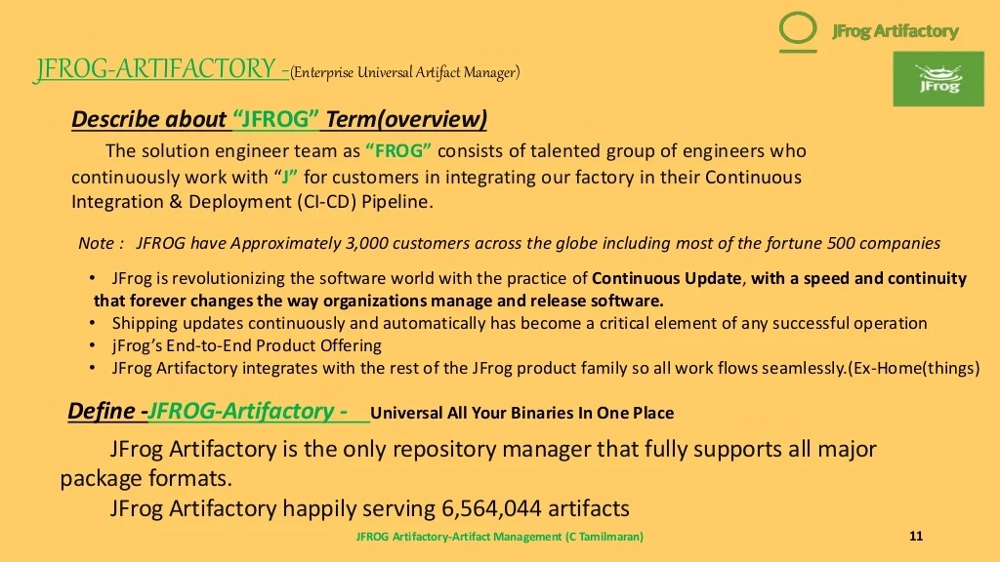 JFrog Artifactory
JFROG-ARTIFACTORY -(Enterprise Universal Artifact Manager)
JFrog
Describe about “JFROG” Term(overview)
The solution engineer team as “FROG” consists of talented group of engineers who
continuously work with “J” for customers in integrating our factory in their Continuous
Integration & Deployment (CI-CD) Pipeline.
Note : JFROG have Approximately 3,000 customers across the globe including most of the fortune 500 companies
• JFrog is revolutionizing the software world with the practice of Continuous Update, with a speed and continuity
that forever changes the way organizations manage and release software.
• Shipping updates continuously and automatically has become a critical element of any successful operation
• jFrog’s End-to-End Product Offering
• JFrog Artifactory integrates with the rest of the JFrog product family so all work flows seamlessly.(Ex-Home(things)
Define -JFROG-Artifactory - Universal All Your Binaries In One Place
JFrog Artifactory is the only repository manager that fully supports all major
package formats.
JFrog Artifactory happily serving 6,564,044 artifacts
JFROG Artifactory-Artifact Management (C Tamilmaran)
11